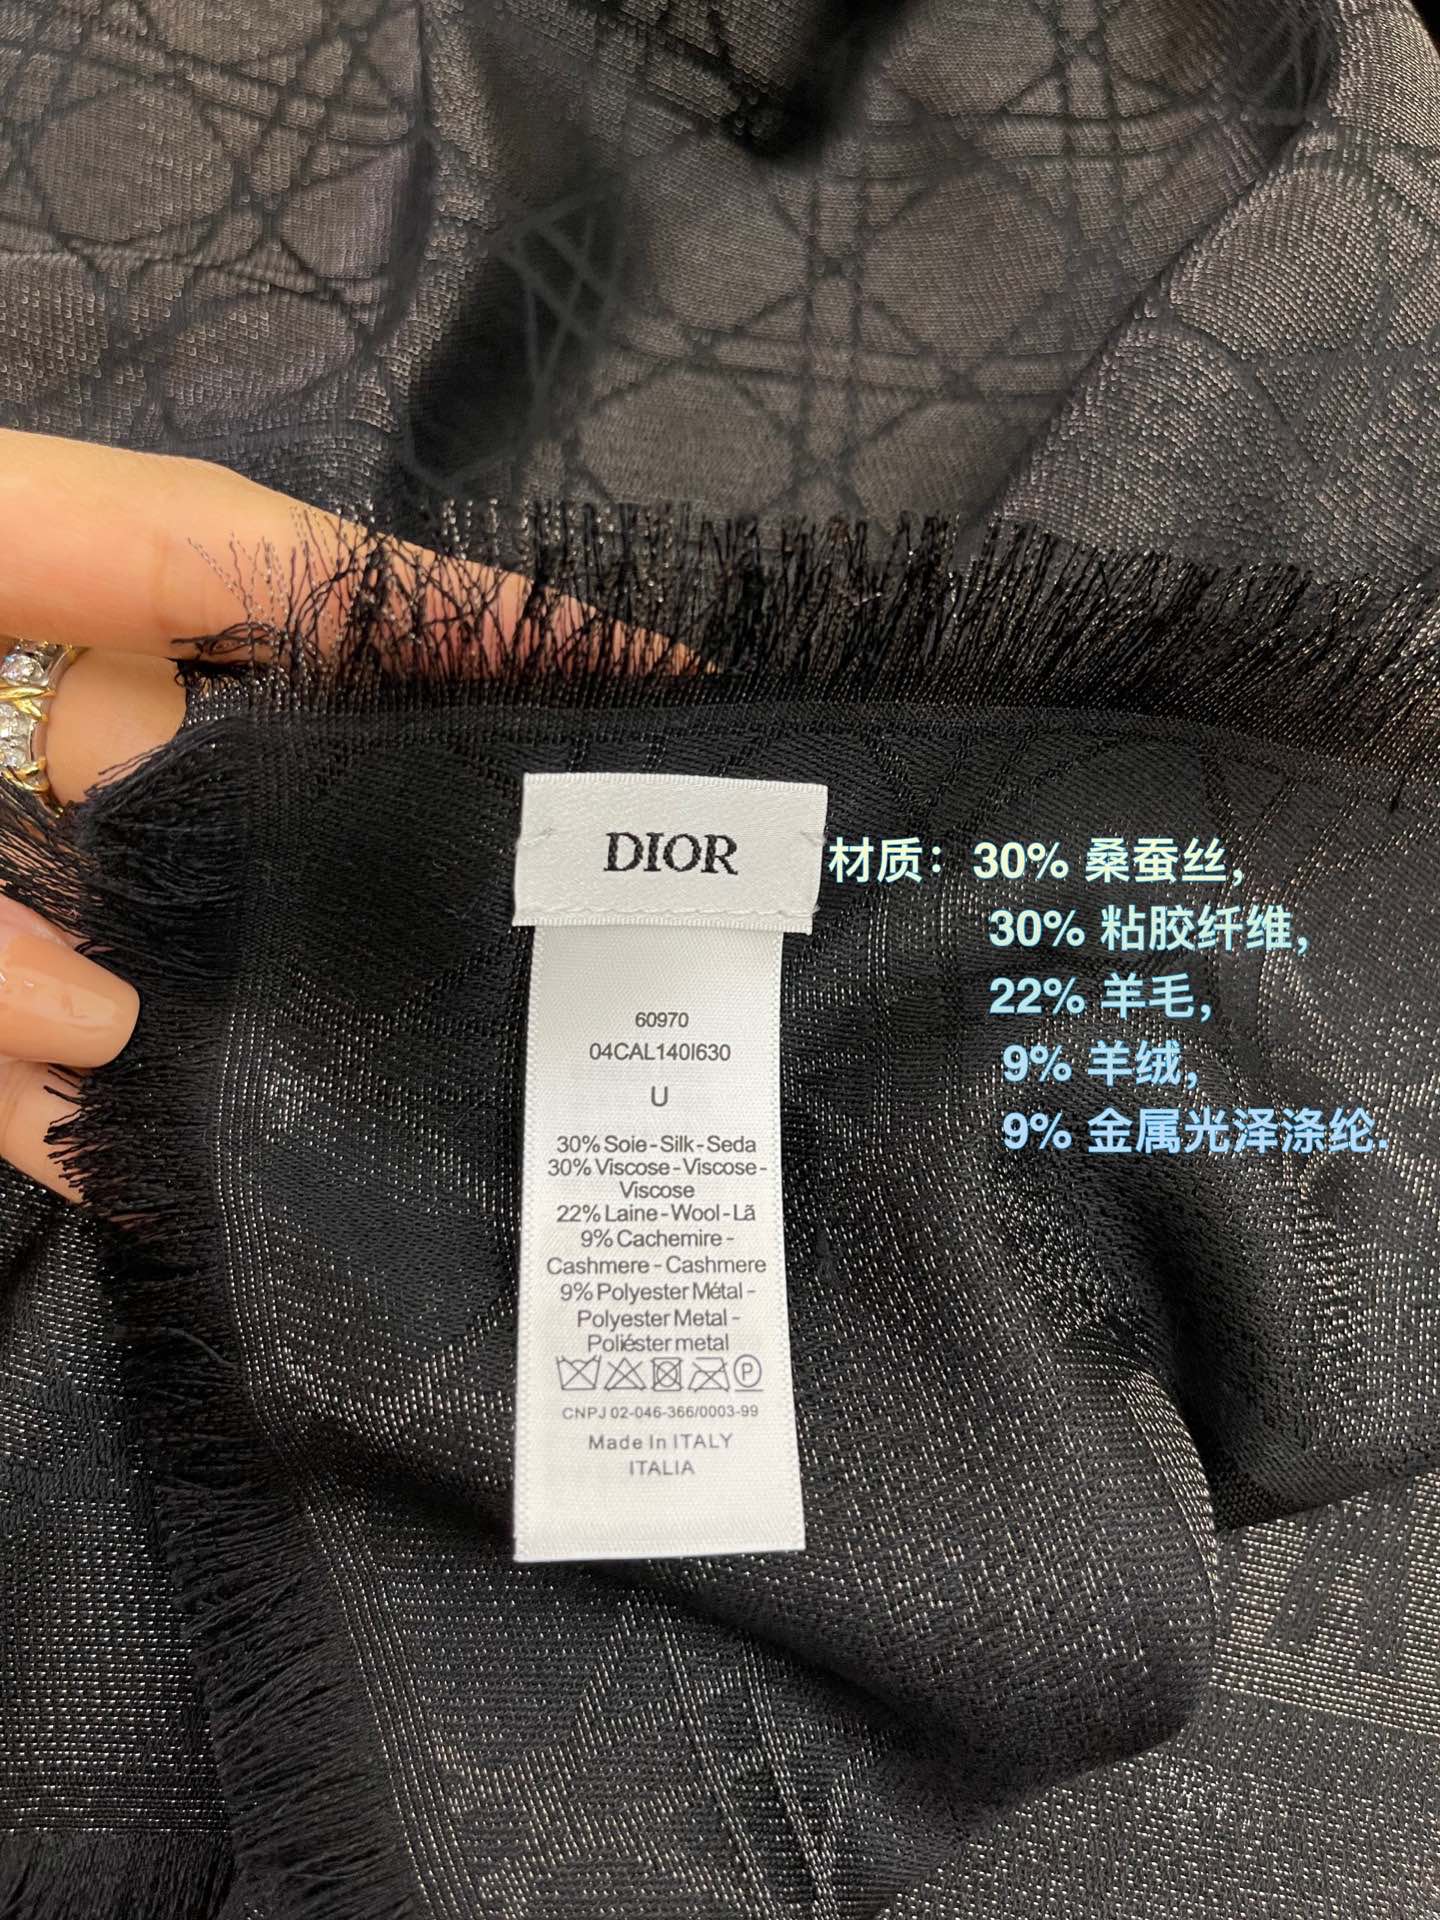 DIOR
材质：30% 桑蚕丝，
30% 粘胶纤维，
22% 羊毛，
9% 羊绒，
9% 金属光泽涤纶.
60970
04CAL140I630
U
30% Soie-Silk-Seda
30% Viscose-Viscose-
Viscose
22% Laine-Wool-Lã
9% Cachemire-
Cashmere-Cashmere
9% Polyester Métal-
Polyester Metal-
Poliéster metal
P
CNPJ 02-046-366/0003-99
Made In ITALY
ITALIA